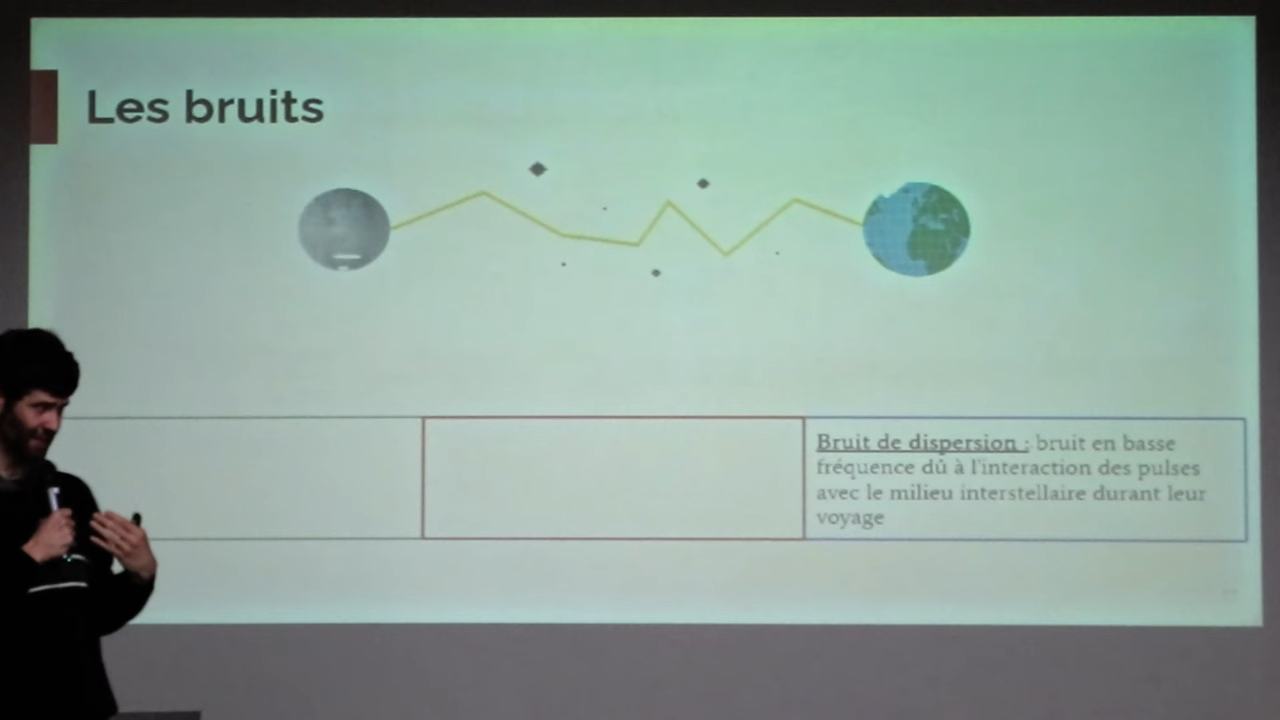 Les bruits
Bruit de dispersion : bruit en basse
fréquence dû à l'interaction des pulses
avec le milieu interstellaire durant leur
voyage